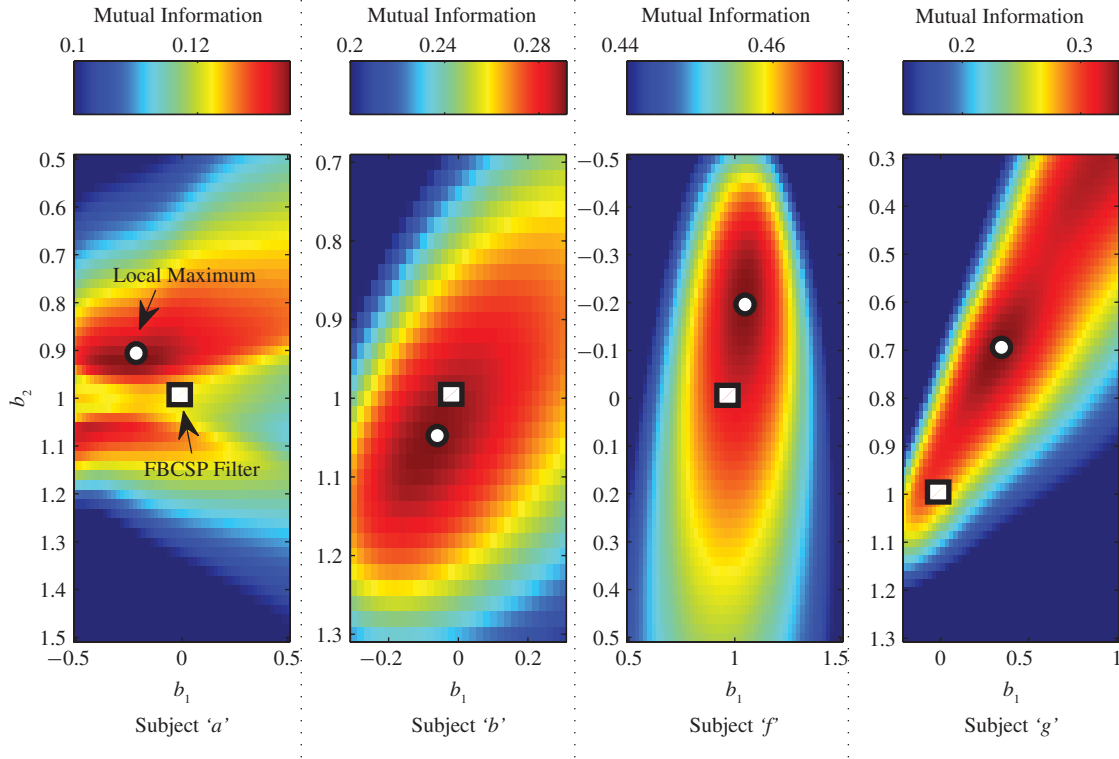 Mutual Information Mutual Information Mutual Information Mutual Information
0.1 0.12 0.2 0.24 0.28 0.44 0.46 0.2 0.3
0.5
0.6
0.7
0.8
0.9
1
1.1
1.2
1.3
1.4
1.5
b2
Local Maximum
FBCSP Filter
−0.5 0 0.5
b1
Subject ‘a’
0.7
0.8
0.9
1
1.1
1.2
1.3
−0.2 0 0.2
b1
Subject ‘b’
−0.5
−0.4
−0.3
−0.2
−0.1
0
0.1
0.2
0.3
0.4
0.5
0.5 1 1.5
b1
Subject ‘f’
0.3
0.4
0.5
0.6
0.7
0.8
0.9
1
1.1
1.2
1.3
0 0.5 1
b1
Subject ‘g’